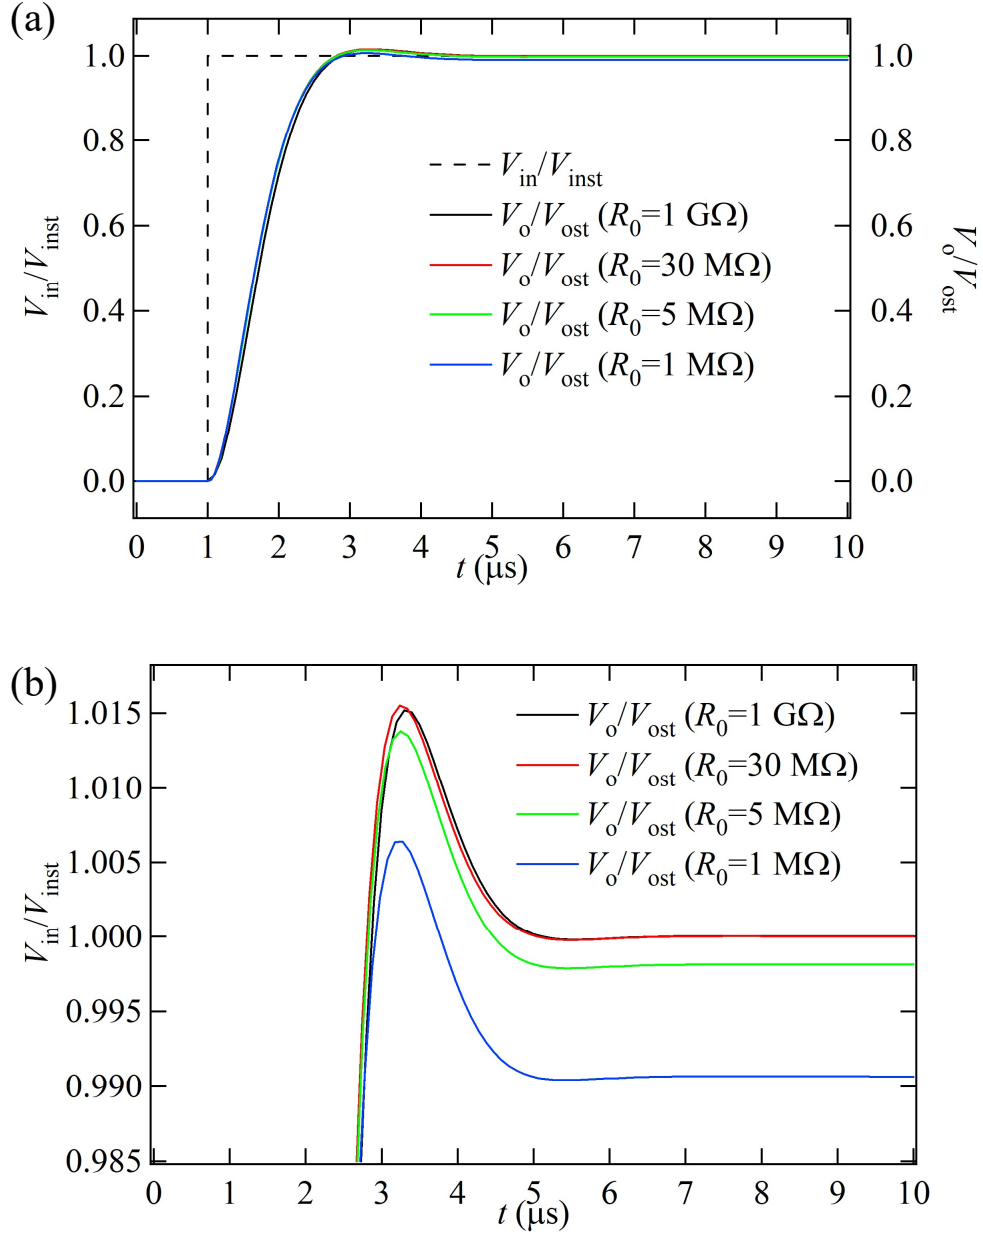 (a)
1.0
0.8
0.6
0.4
0.2
0.0
Vin/Vinst
1.0
0.8
0.6
0.4
0.2
0.0
Vo/Vost
Vin/Vinst
Vo/Vost (R0=1 GΩ)
Vo/Vost (R0=30 MΩ)
Vo/Vost (R0=5 MΩ)
Vo/Vost (R0=1 MΩ)
0 1 2 3 4 5 6 7 8 9 10
t (μs)
(b)
1.015
1.010
1.005
1.000
0.995
0.990
0.985
Vin/Vinst
Vo/Vost (R0=1 GΩ)
Vo/Vost (R0=30 MΩ)
Vo/Vost (R0=5 MΩ)
Vo/Vost (R0=1 MΩ)
0 1 2 3 4 5 6 7 8 9 10
t (μs)